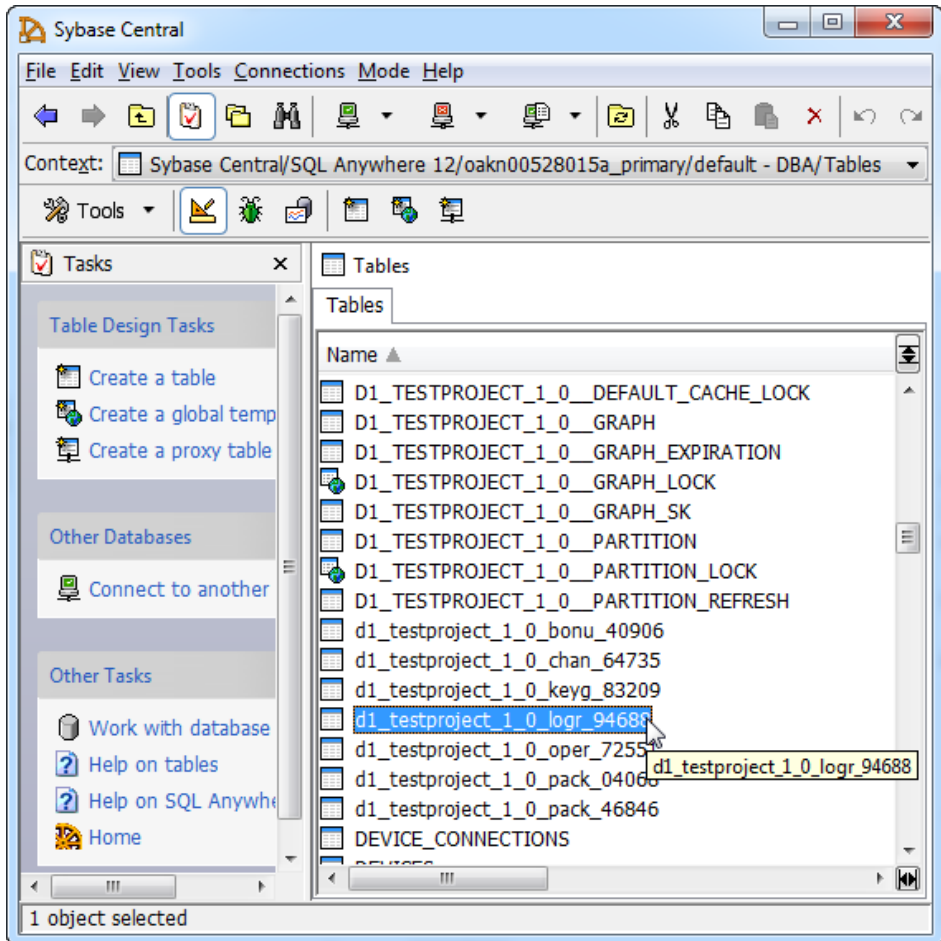 Sybase Central
File Edit View Tools Connections Mode Help
Context: Sybase Central/SQL Anywhere 12/oakn00528015a_primary/default - DBA/Tables
Tools
Tasks
Table Design Tasks
Create a table
Create a global temp
Create a proxy table
Other Databases
Connect to another
Other Tasks
Work with database
Help on tables
Help on SQL Anywhe
Home
Tables
Tables
Name
D1_TESTPROJECT_1_0__DEFAULT_CACHE_LOCK
D1_TESTPROJECT_1_0__GRAPH
D1_TESTPROJECT_1_0__GRAPH_EXPIRATION
D1_TESTPROJECT_1_0__GRAPH_LOCK
D1_TESTPROJECT_1_0__GRAPH_SK
D1_TESTPROJECT_1_0__PARTITION
D1_TESTPROJECT_1_0__PARTITION_LOCK
D1_TESTPROJECT_1_0__PARTITION_REFRESH
d1_testproject_1_0_bonu_40906
d1_testproject_1_0_chan_64735
d1_testproject_1_0_keyg_83209
d1_testproject_1_0_logr_94688
d1_testproject_1_0_oper_7255
d1_testproject_1_0_logr_94688
d1_testproject_1_0_pack_04068
d1_testproject_1_0_pack_46846
DEVICE_CONNECTIONS
1 object selected